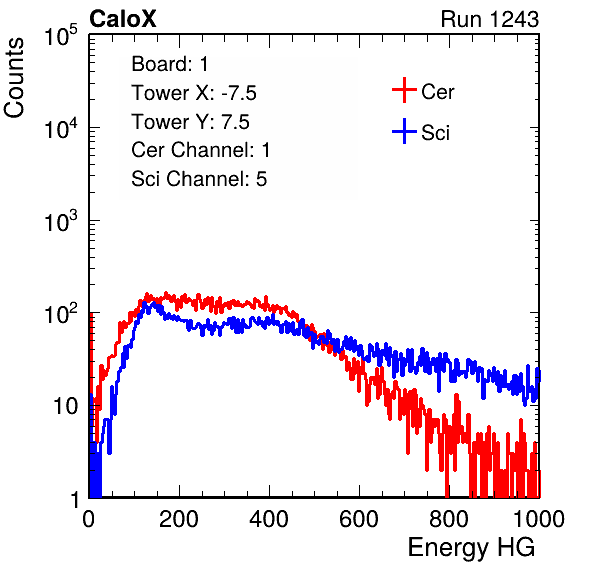 CaloX Run 1243
Counts
Board: 1
Tower X: -7.5
Tower Y: 7.5
Cer Channel: 1
Sci Channel: 5
Cer
Sci
10^5
10^4
10^3
10^2
10
1
0 200 400 600 800 1000
Energy HG